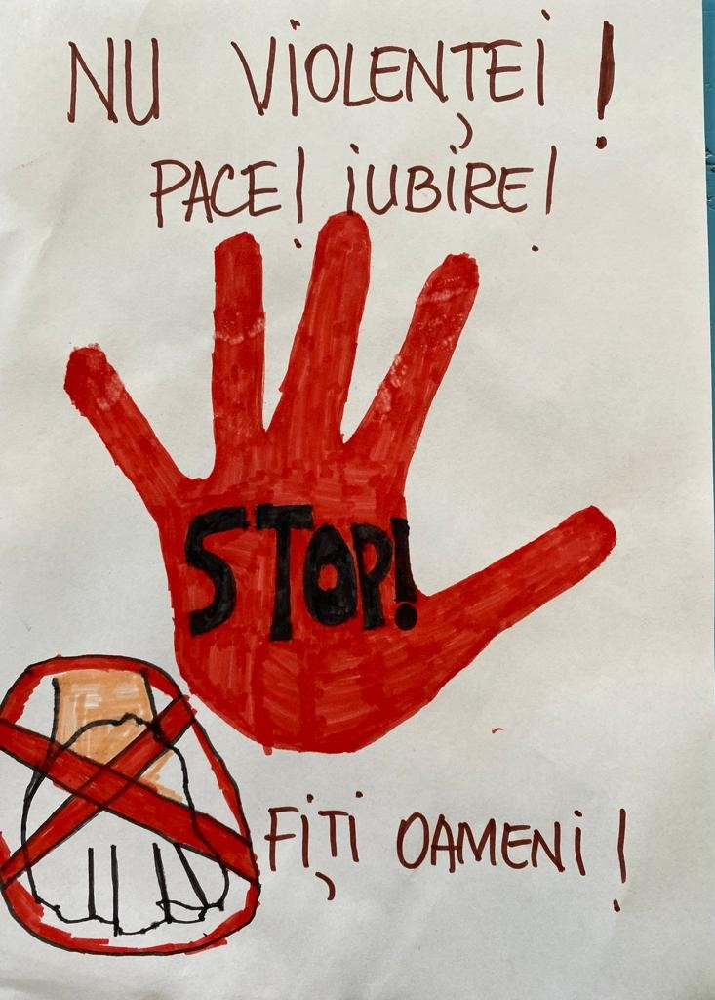 NU VIOLENȚEI !
PACE! IUBIRE!
STOP!
FIȚI OAMENI !